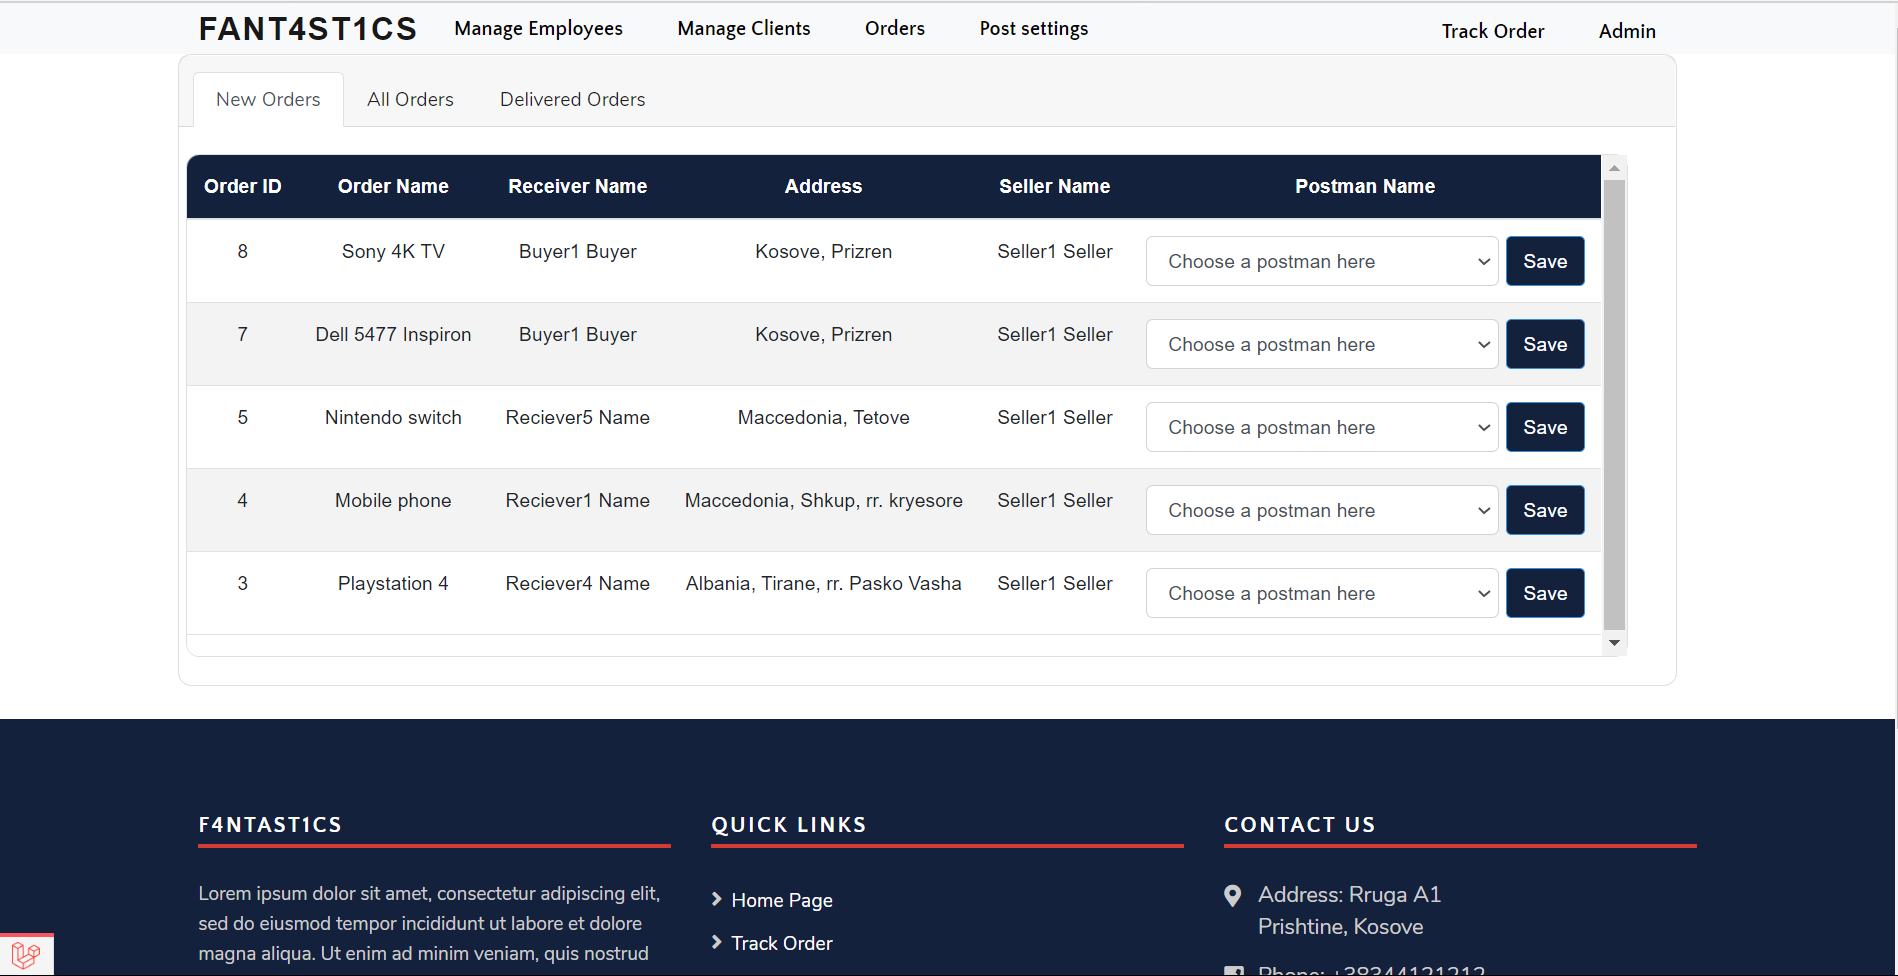 FANT4ST1CS Manage Employees Manage Clients Orders Post settings Track Order Admin
New Orders All Orders Delivered Orders
Order ID Order Name Receiver Name Address Seller Name Postman Name
8 Sony 4K TV Buyer1 Buyer Kosove, Prizren Seller1 Seller Choose a postman here Save
7 Dell 5477 Inspiron Buyer1 Buyer Kosove, Prizren Seller1 Seller Choose a postman here Save
5 Nintendo switch Reciever5 Name Maccedonia, Tetove Seller1 Seller Choose a postman here Save
4 Mobile phone Reciever1 Name Maccedonia, Shkup, rr. kryesore Seller1 Seller Choose a postman here Save
3 Playstation 4 Reciever4 Name Albania, Tirane, rr. Pasko Vasha Seller1 Seller Choose a postman here Save
F4NTAST1CS
Lorem ipsum dolor sit amet, consectetur adipiscing elit,
sed do eiusmod tempor incididunt ut labore et dolore
magna aliqua. Ut enim ad minim veniam, quis nostrud
QUICK LINKS
Home Page
Track Order
CONTACT US
Address: Rruga A1
Prishtine, Kosove
Phone: +38344121212